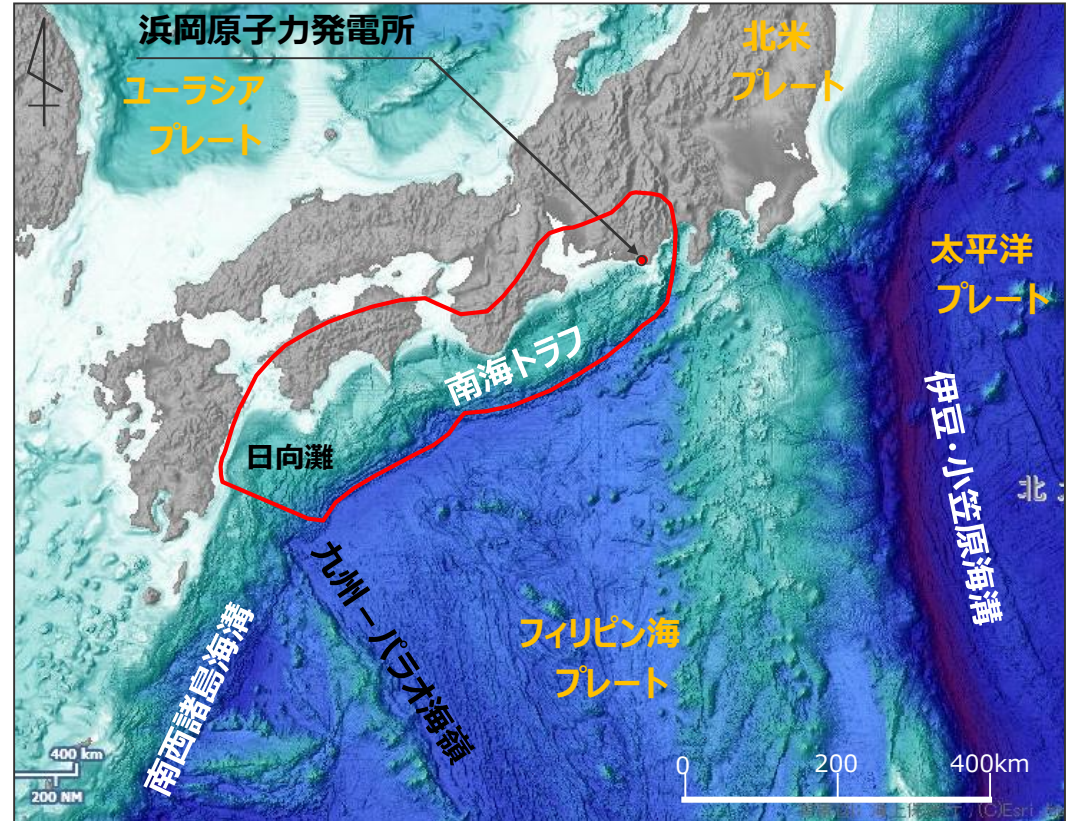 浜岡原子力発電所
北米
プレート
ユーラシア
プレート
太平洋
プレート
南海トラフ
日向灘
伊豆・小笠原海溝
北
九州－パラオ海嶺
フィリピン海
プレート
南西諸島海溝
400 km
200 NM
0 200 400km
(C)Esri